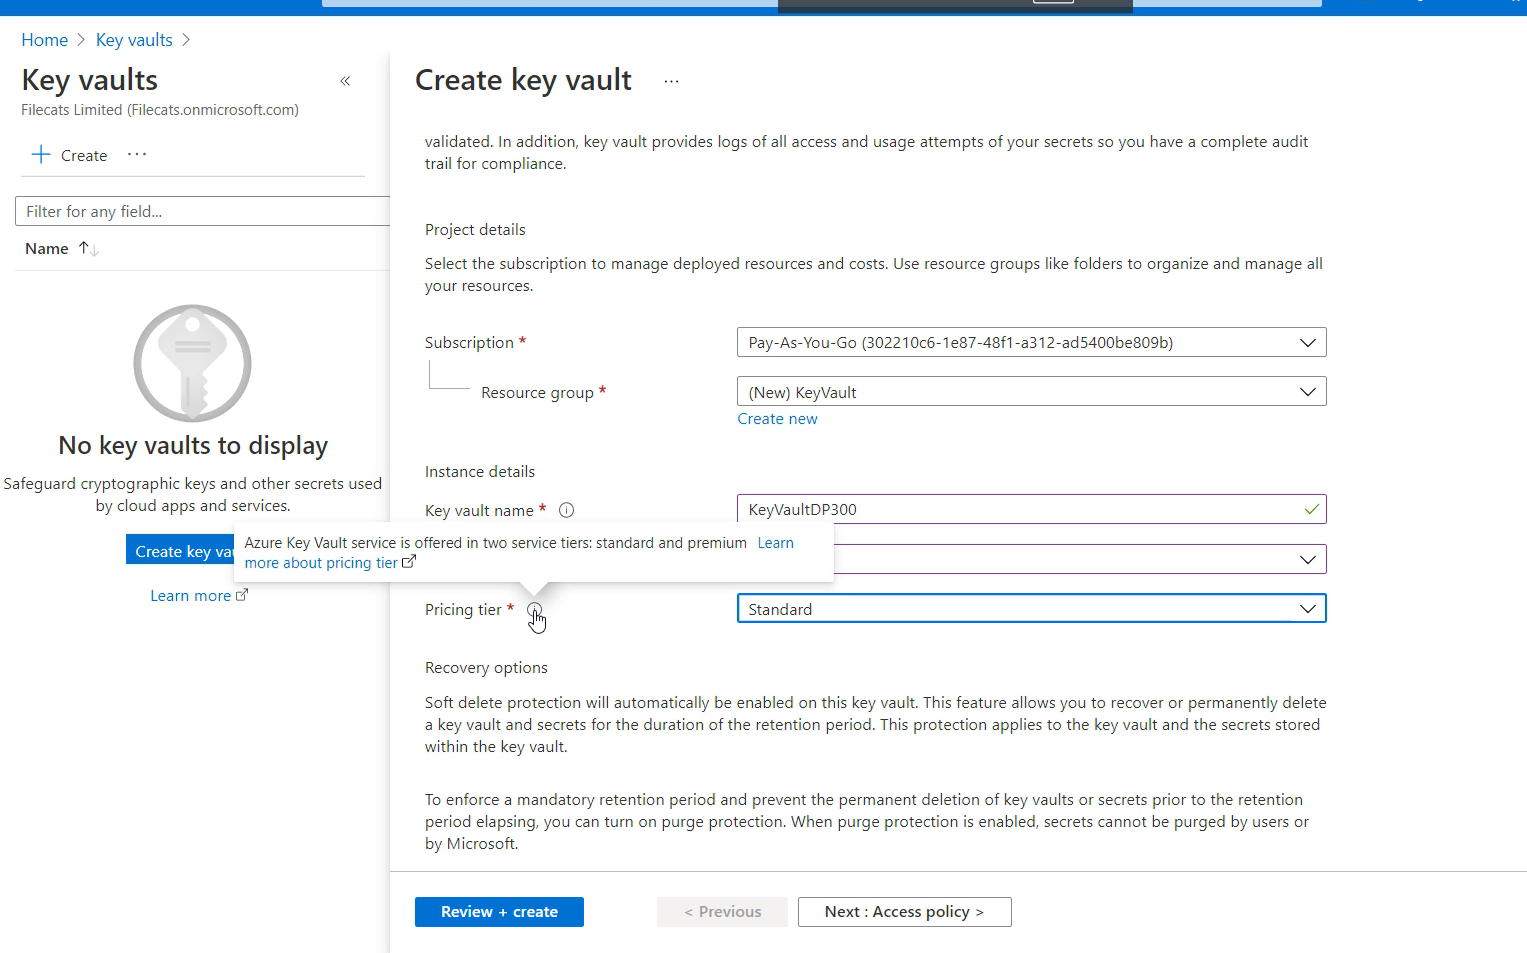 Home > Key vaults >
Key vaults
«
Filecats Limited (Filecats.onmicrosoft.com)
+ Create ...
Filter for any field...
Name ↑↓
No key vaults to display
Safeguard cryptographic keys and other secrets used
by cloud apps and services.
Create key vau
Learn more
Create key vault ...
validated. In addition, key vault provides logs of all access and usage attempts of your secrets so you have a complete audit
trail for compliance.
Project details
Select the subscription to manage deployed resources and costs. Use resource groups like folders to organize and manage all
your resources.
Subscription *
Pay-As-You-Go (302210c6-1e87-48f1-a312-ad5400be809b)
Resource group *
(New) KeyVault
Create new
Instance details
Key vault name *
KeyVaultDP300
Azure Key Vault service is offered in two service tiers: standard and premium Learn
more about pricing tier
Pricing tier *
Standard
Recovery options
Soft delete protection will automatically be enabled on this key vault. This feature allows you to recover or permanently delete
a key vault and secrets for the duration of the retention period. This protection applies to the key vault and the secrets stored
within the key vault.
To enforce a mandatory retention period and prevent the permanent deletion of key vaults or secrets prior to the retention
period elapsing, you can turn on purge protection. When purge protection is enabled, secrets cannot be purged by users or
by Microsoft.
Review + create
< Previous
Next : Access policy >